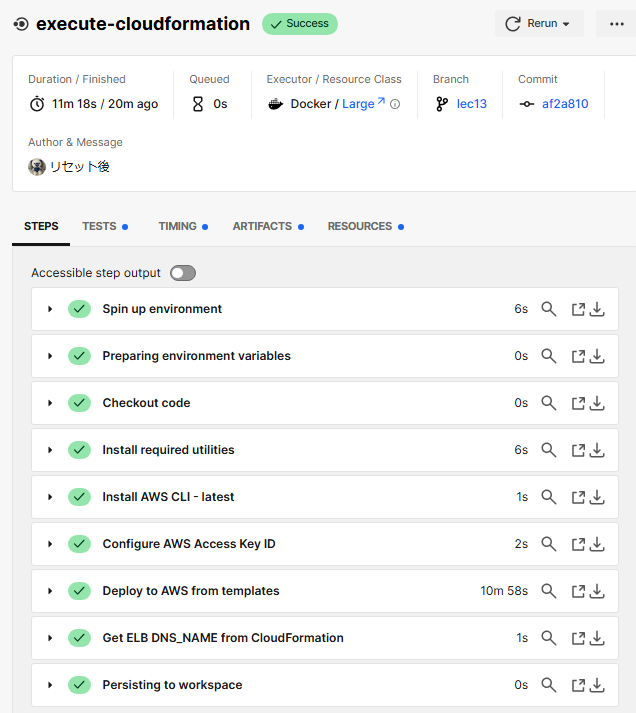 execute-cloudformation Success Rerun
Duration / Finished Queued Executor / Resource Class Branch Commit
11m 18s / 20m ago 0s Docker / Large lec13 af2a810
Author & Message
リセット後
STEPS TESTS TIMING ARTIFACTS RESOURCES
Accessible step output
Spin up environment 6s
Preparing environment variables 0s
Checkout code 0s
Install required utilities 6s
Install AWS CLI - latest 1s
Configure AWS Access Key ID 2s
Deploy to AWS from templates 10m 58s
Get ELB DNS_NAME from CloudFormation 1s
Persisting to workspace 0s